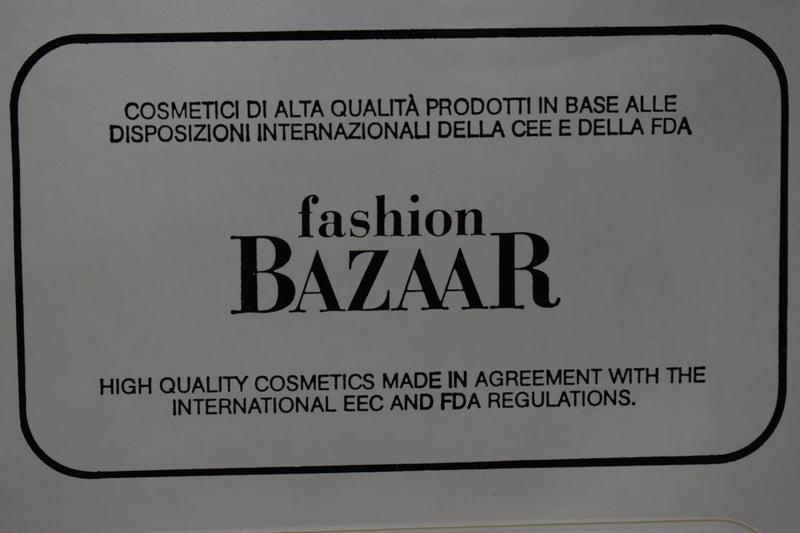 COSMETICI DI ALTA QUALITÀ PRODOTTI IN BASE ALLE
DISPOSIZIONI INTERNAZIONALI DELLA CEE E DELLA FDA
fashion
BAZAAR
HIGH QUALITY COSMETICS MADE IN AGREEMENT WITH THE
INTERNATIONAL EEC AND FDA REGULATIONS.